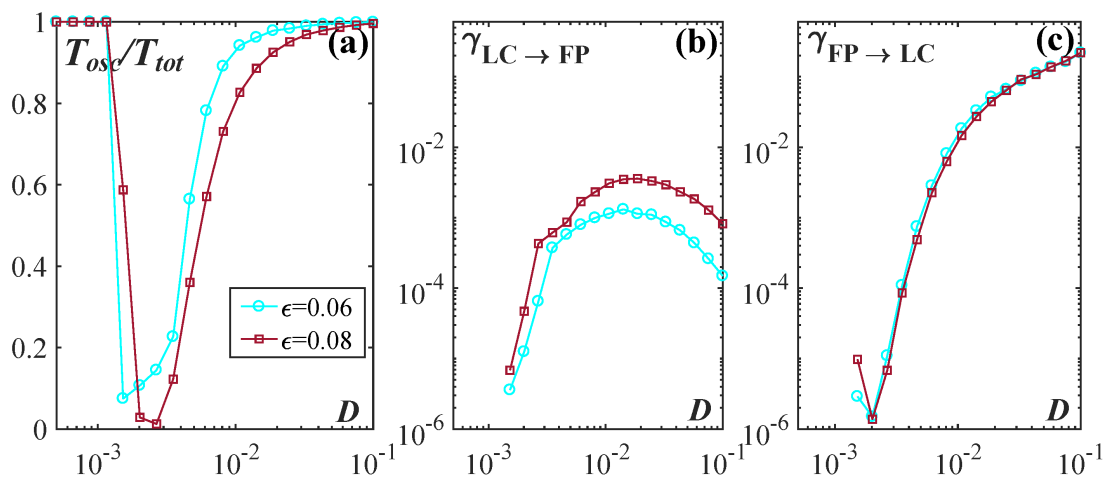 1
0.8
0.6
0.4
0.2
0
T_osc/T_tot
(a)
ϵ=0.06
ϵ=0.08
D
10^-3
10^-2
10^-1
γ_LC → FP
(b)
10^-2
10^-4
10^-6
D
10^-3
10^-2
10^-1
γ_FP → LC
(c)
10^-2
10^-4
10^-6
D
10^-3
10^-2
10^-1